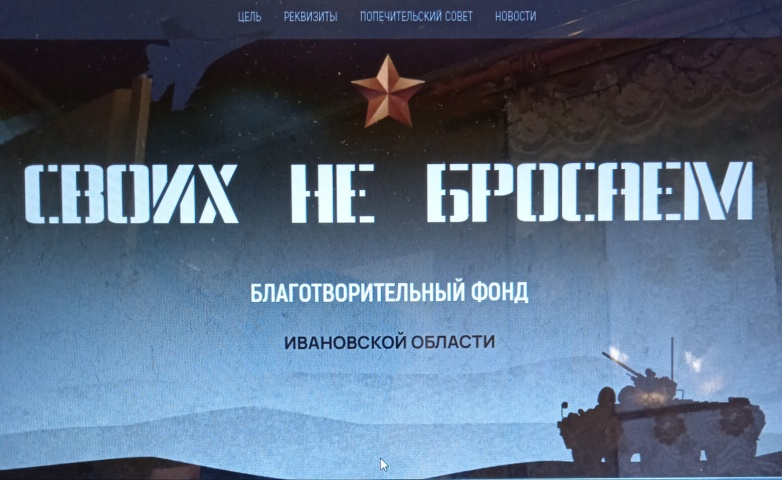 ЦЕЛЬ РЕКВИЗИТЫ ПОПЕЧИТЕЛЬСКИЙ СОВЕТ НОВОСТИ
СВОИХ НЕ БРОСАЕМ
БЛАГОТВОРИТЕЛЬНЫЙ ФОНД
ИВАНОВСКОЙ ОБЛАСТИ